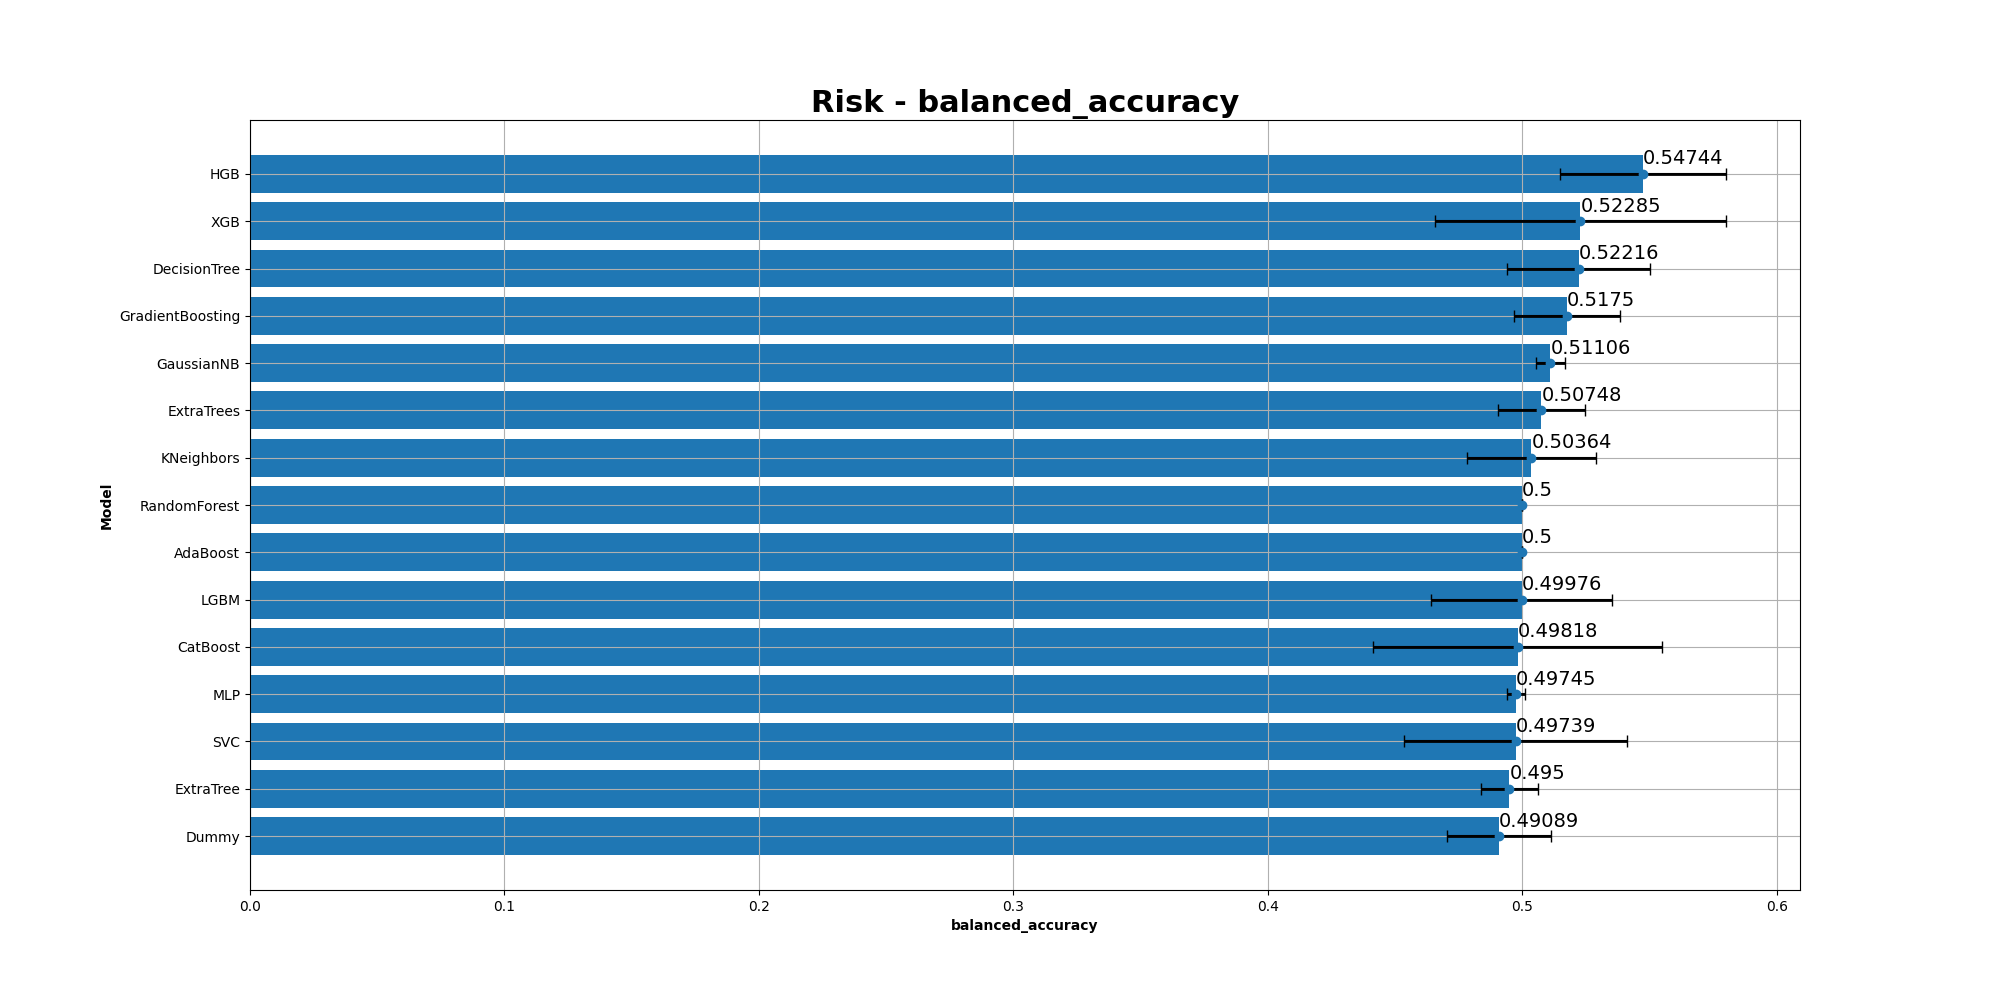 Risk - balanced_accuracy
HGB
0.54744
XGB
0.52285
DecisionTree
0.52216
GradientBoosting
0.5175
GaussianNB
0.51106
ExtraTrees
0.50748
KNeighbors
0.50364
RandomForest
0.5
AdaBoost
0.5
LGBM
0.49976
CatBoost
0.49818
MLP
0.49745
SVC
0.49739
ExtraTree
0.495
Dummy
0.49089
Model
0.0
0.1
0.2
0.3
0.4
0.5
0.6
balanced_accuracy